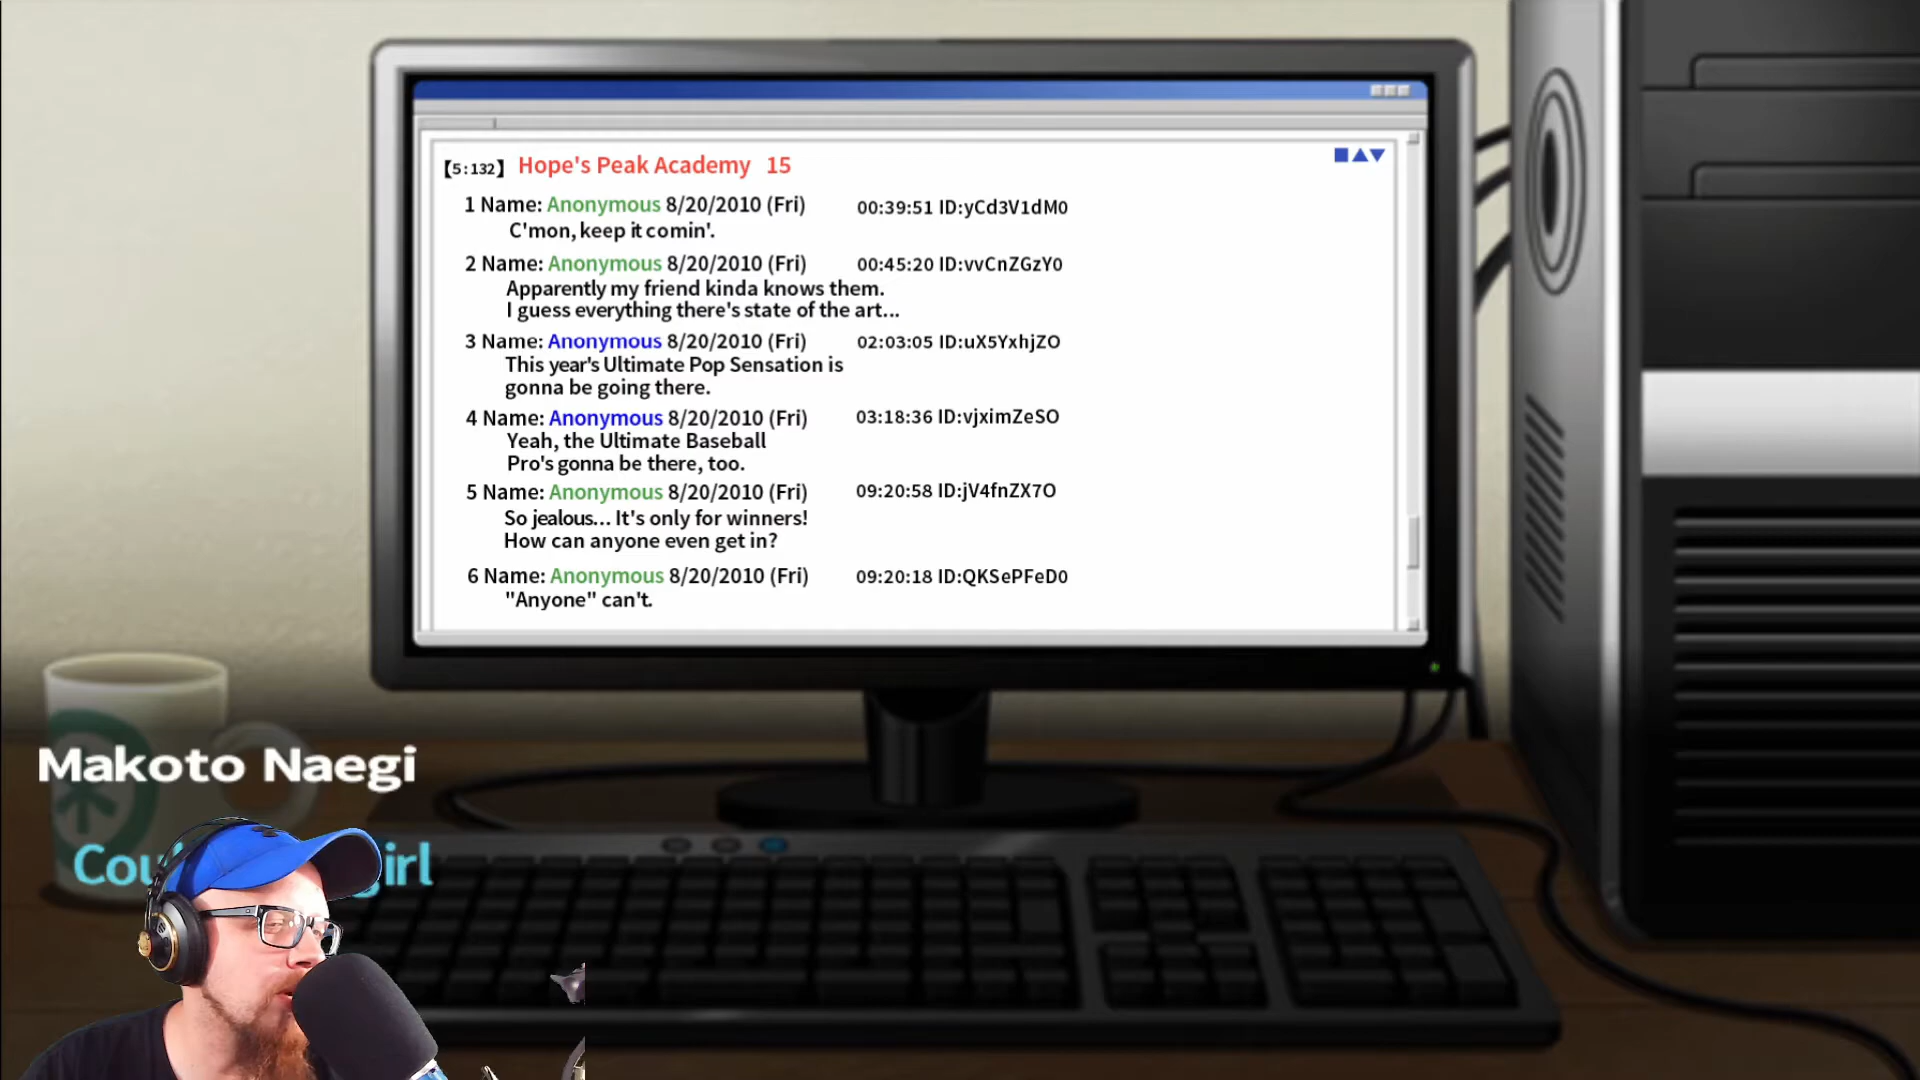 【5:132】 Hope's Peak Academy 15
1 Name: Anonymous 8/20/2010 (Fri) 00:39:51 ID:yCd3V1dM0
C'mon, keep it comin'.
2 Name: Anonymous 8/20/2010 (Fri) 00:45:20 ID:vvCnZGzY0
Apparently my friend kinda knows them.
I guess everything there's state of the art...
3 Name: Anonymous 8/20/2010 (Fri) 02:03:05 ID:uX5YxhjZO
This year's Ultimate Pop Sensation is
gonna be going there.
4 Name: Anonymous 8/20/2010 (Fri) 03:18:36 ID:vjximZeSO
Yeah, the Ultimate Baseball
Pro's gonna be there, too.
5 Name: Anonymous 8/20/2010 (Fri) 09:20:58 ID:jV4fnZX7O
So jealous... It's only for winners!
How can anyone even get in?
6 Name: Anonymous 8/20/2010 (Fri) 09:20:18 ID:QKSePFeD0
"Anyone" can't.
Makoto Naegi